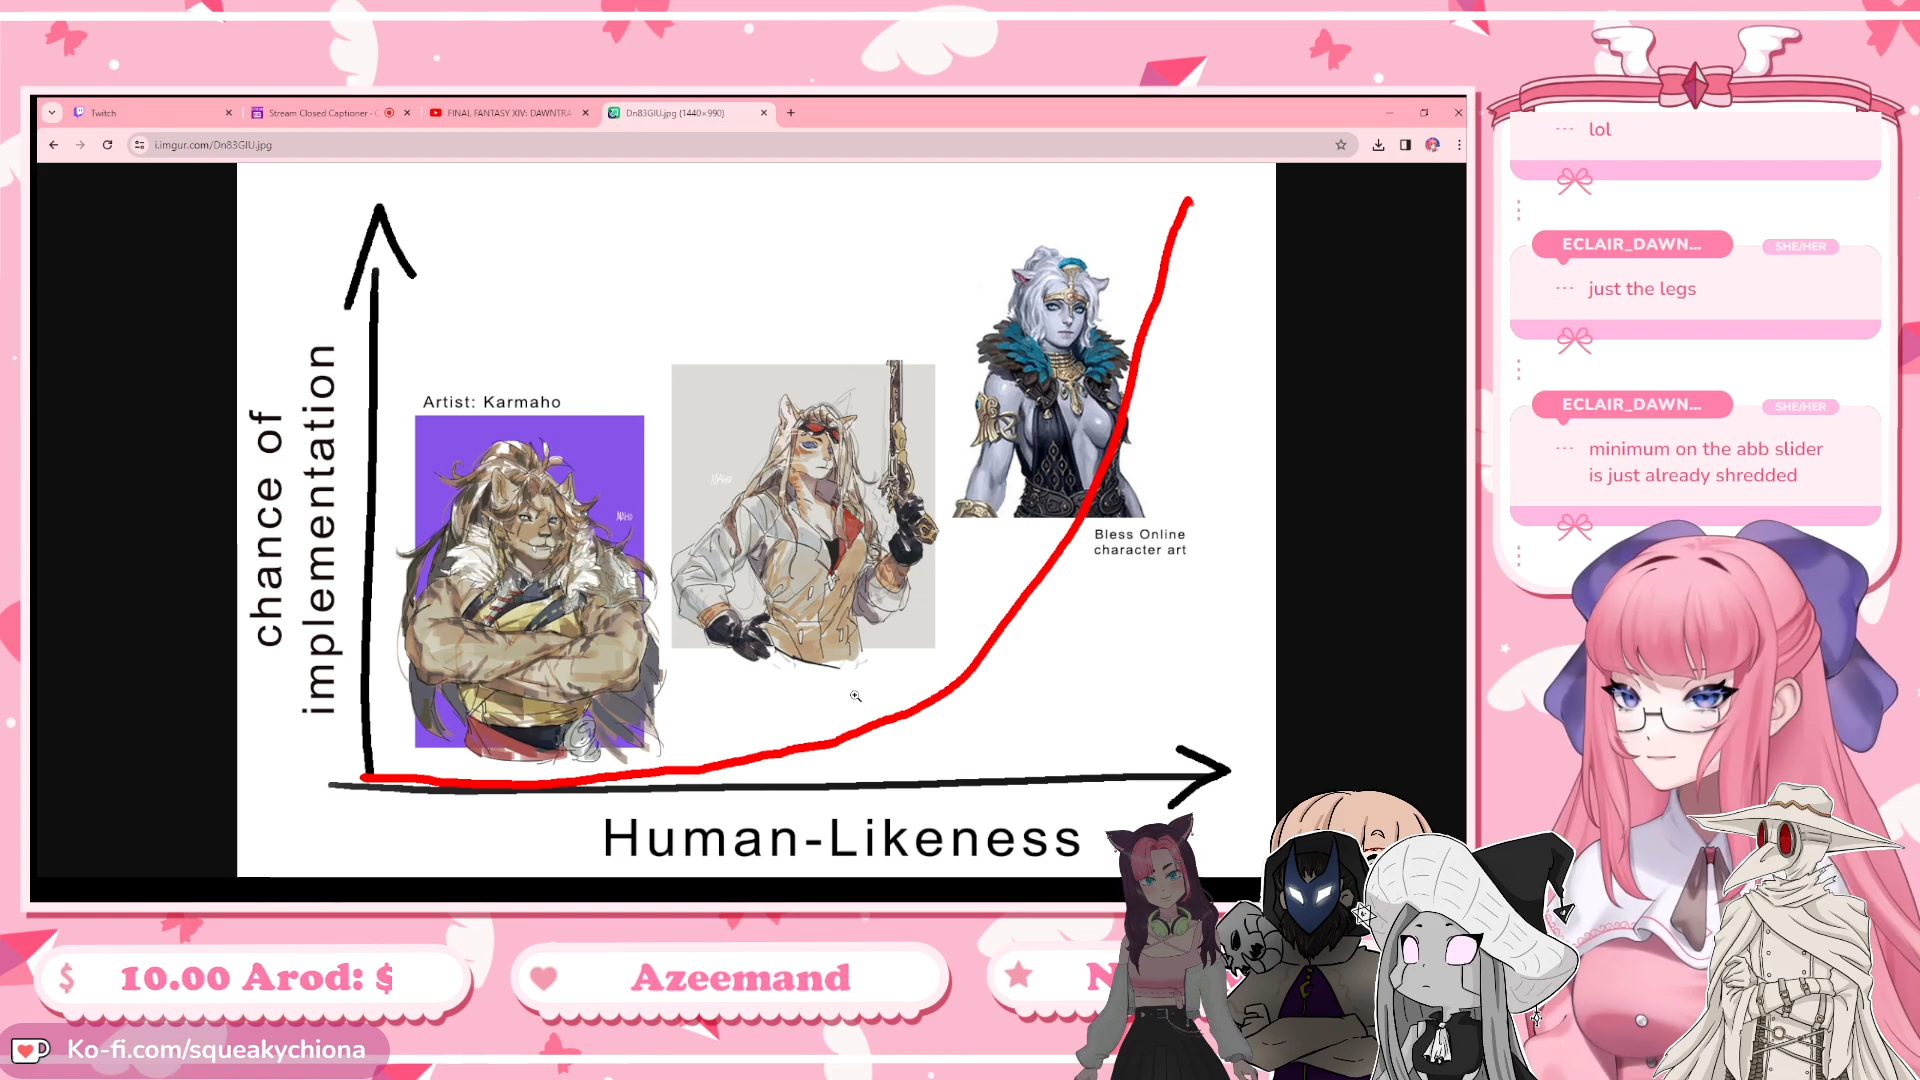 Twitch
Stream Closed Captioner - C
FINAL FANTASY XIV: DAWNTRA
Dn83GIU.jpg (1440×990)
i.imgur.com/Dn83GIU.jpg
chance of
implementation
Artist: Karmaho
MAHO
MAHO
Bless Online
character art
Human-Likeness
lol
ECLAIR_DAWN...
SHE/HER
just the legs
ECLAIR_DAWN...
SHE/HER
minimum on the abb slider
is just already shredded
$ 10.00 Arod: $
Azeemand
N
Ko-fi.com/squeakychiona